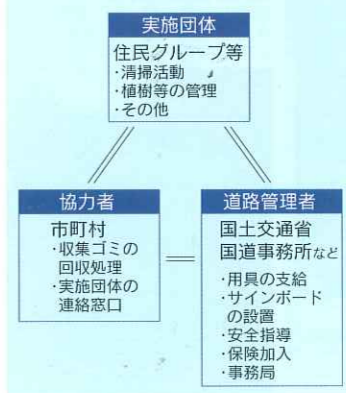 実施団体
住民グループ等
・清掃活動
・植樹等の管理
・その他
協力者
市町村
・収集ゴミの
回収処理
・実施団体の
連絡窓口
道路管理者
国土交通省
国道事務所など
・用具の支給
・サインボード
の設置
・安全指導
・保険加入
・事務局